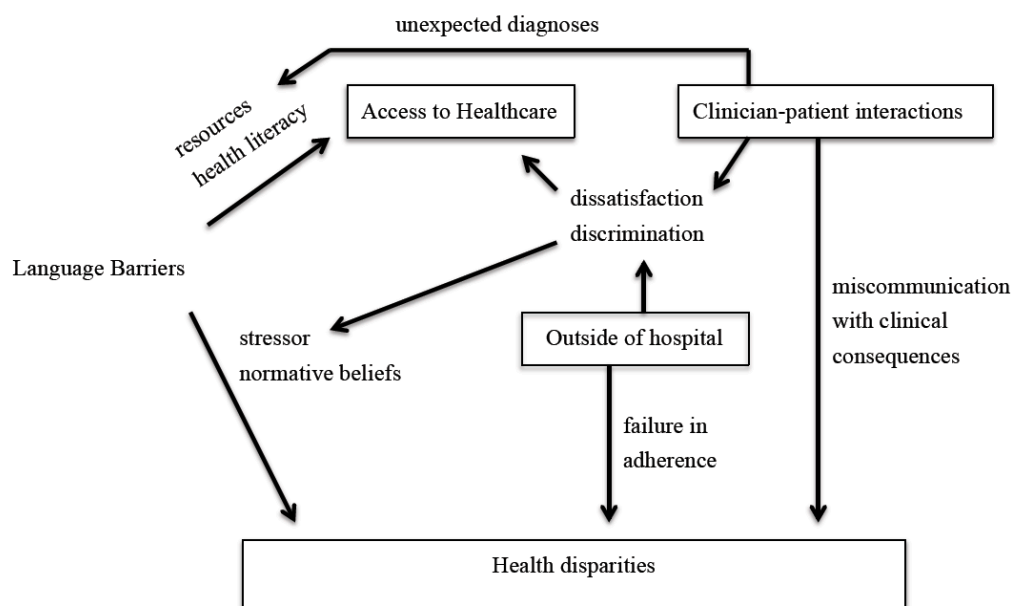 unexpected diagnoses
resources
health literacy
Access to Healthcare
Clinician-patient interactions
dissatisfaction
discrimination
Language Barriers
miscommunication
with clinical
consequences
stressor
normative beliefs
Outside of hospital
failure in
adherence
Health disparities